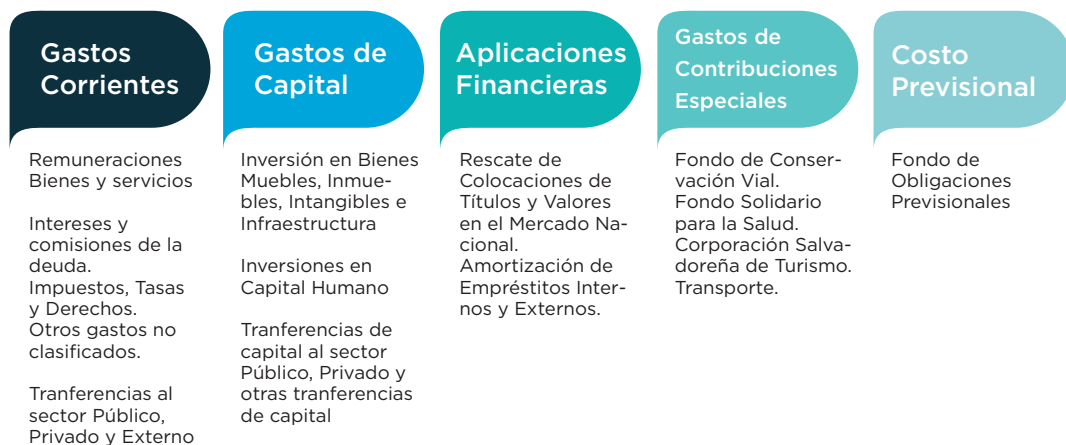 Gastos
Corrientes
Remuneraciones
Bienes y servicios
Intereses y
comisiones de la
deuda.
Impuestos, Tasas
y Derechos.
Otros gastos no
clasificados.
Tranferencias al
sector Público,
Privado y Externo
Gastos de
Capital
Inversión en Bienes
Muebles, Inmue-
bles, Intangibles e
Infraestructura
Inversiones en
Capital Humano
Tranferencias de
capital al sector
Público, Privado y
otras tranferencias
de capital
Aplicaciones
Financieras
Rescate de
Colocaciones de
Títulos y Valores
en el Mercado Na-
cional.
Amortización de
Empréstitos Inter-
nos y Externos.
Gastos de
Contribuciones
Especiales
Fondo de Conser-
vación Vial.
Fondo Solidario
para la Salud.
Corporación Salva-
doreña de Turismo.
Transporte.
Costo
Previsional
Fondo de
Obligaciones
Previsionales